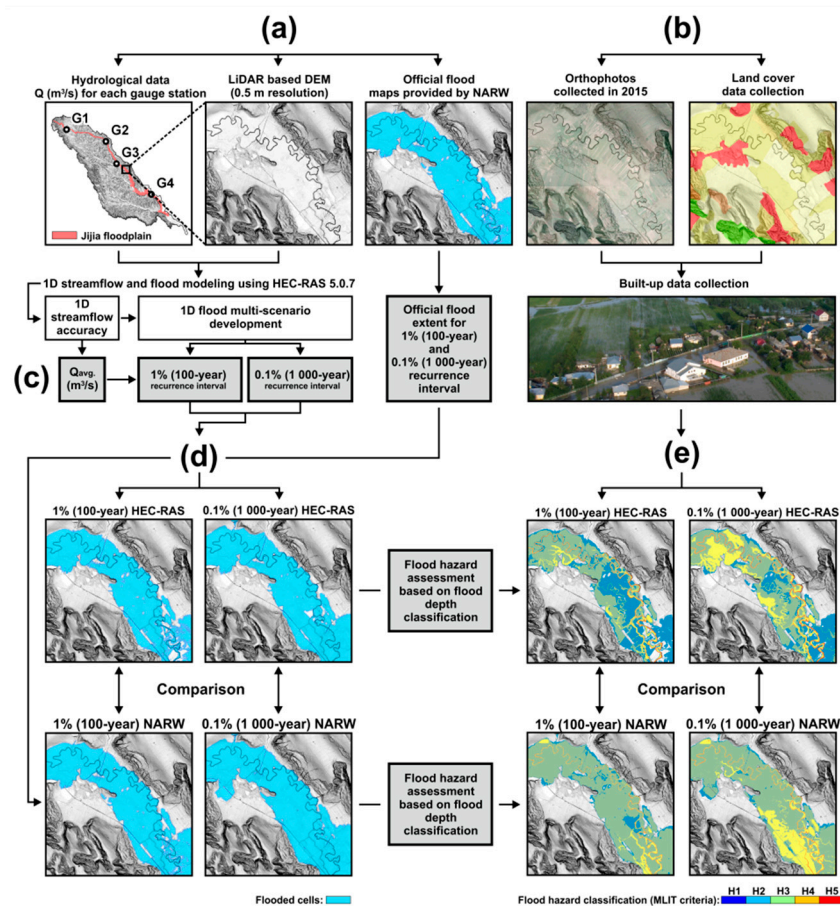 (a)
(b)
Hydrological data
Q (m³/s) for each gauge station
LiDAR based DEM
(0.5 m resolution)
Official flood
maps provided by NARW
Orthophotos
collected in 2015
Land cover
data collection
G1
G2
G3
G4
Jijia floodplain
1D streamflow and flood modeling using HEC-RAS 5.0.7
1D
streamflow
accuracy
1D flood multi-scenario
development
Official flood
extent for
1% (100-year)
and
0.1% (1 000-year)
recurrence
interval
Built-up data collection
(c)
Qavg.
(m³/s)
1% (100-year)
recurrence interval
0.1% (1 000-year)
recurrence interval
(d)
(e)
1% (100-year) HEC-RAS
0.1% (1 000-year) HEC-RAS
Flood hazard
assessment
based on flood
depth
classification
1% (100-year) HEC-RAS
0.1% (1 000-year) HEC-RAS
Comparison
Comparison
1% (100-year) NARW
0.1% (1 000-year) NARW
Flood hazard
assessment
based on flood
depth
classification
1% (100-year) NARW
0.1% (1 000-year) NARW
Flooded cells:
Flood hazard classification (MLIT criteria):
H1 H2 H3 H4 H5